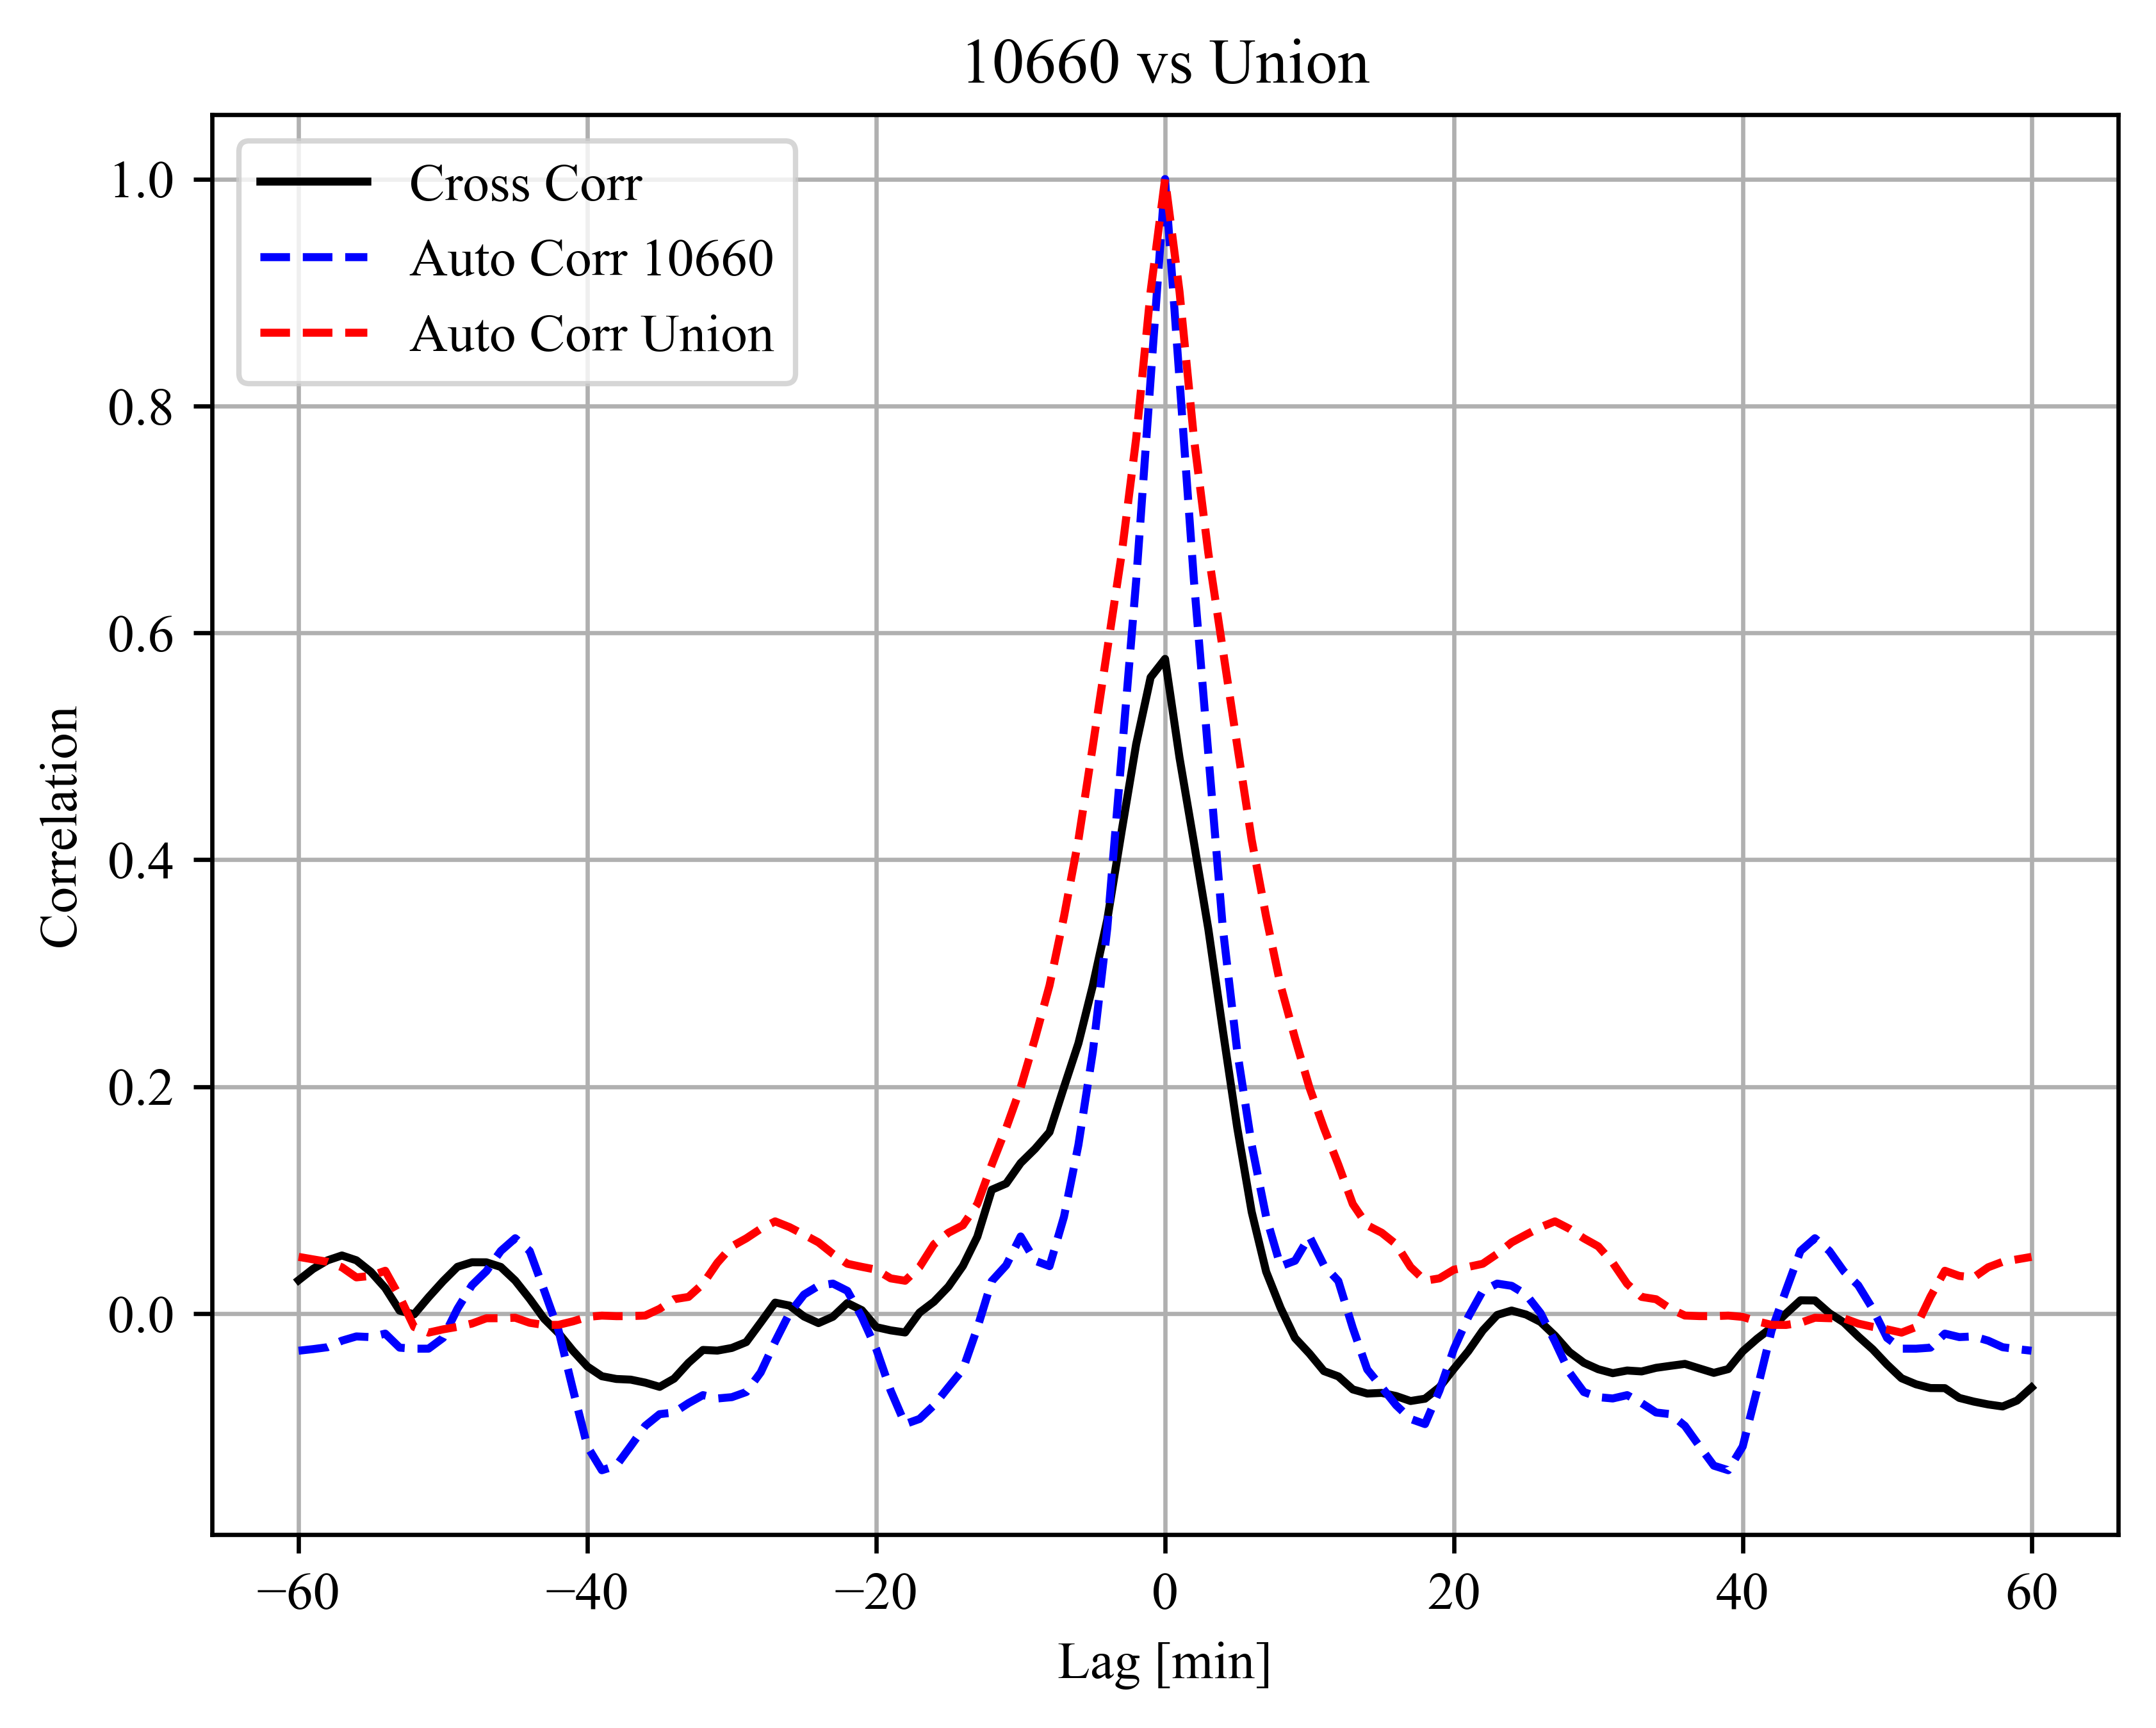 10660 vs Union
Cross Corr
Auto Corr 10660
Auto Corr Union
1.0
0.8
0.6
0.4
0.2
0.0
Correlation
−60 −40 −20 0 20 40 60
Lag [min]